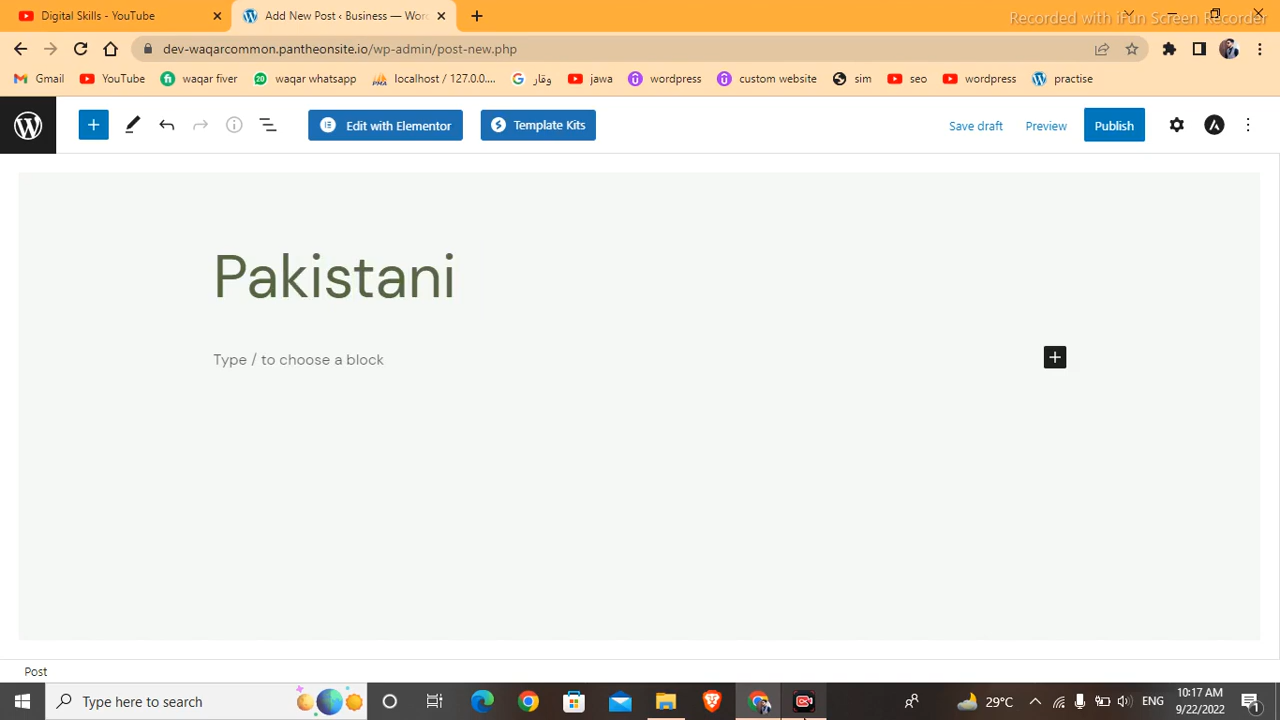 Digital Skills - YouTube
Add New Post ‹ Business — Wor
Recorded with iFun Screen Recorder
dev-waqarcommon.pantheonsite.io/wp-admin/post-new.php
Gmail
YouTube
waqar fiver
20
waqar whatsapp
localhost / 127.0.0....
وقار
jawa
wordpress
custom website
sim
seo
wordpress
practise
Edit with Elementor
Template Kits
Save draft
Preview
Publish
Pakistani
Type / to choose a block
Post
Type here to search
29°C
ENG
10:17 AM
9/22/2022
1